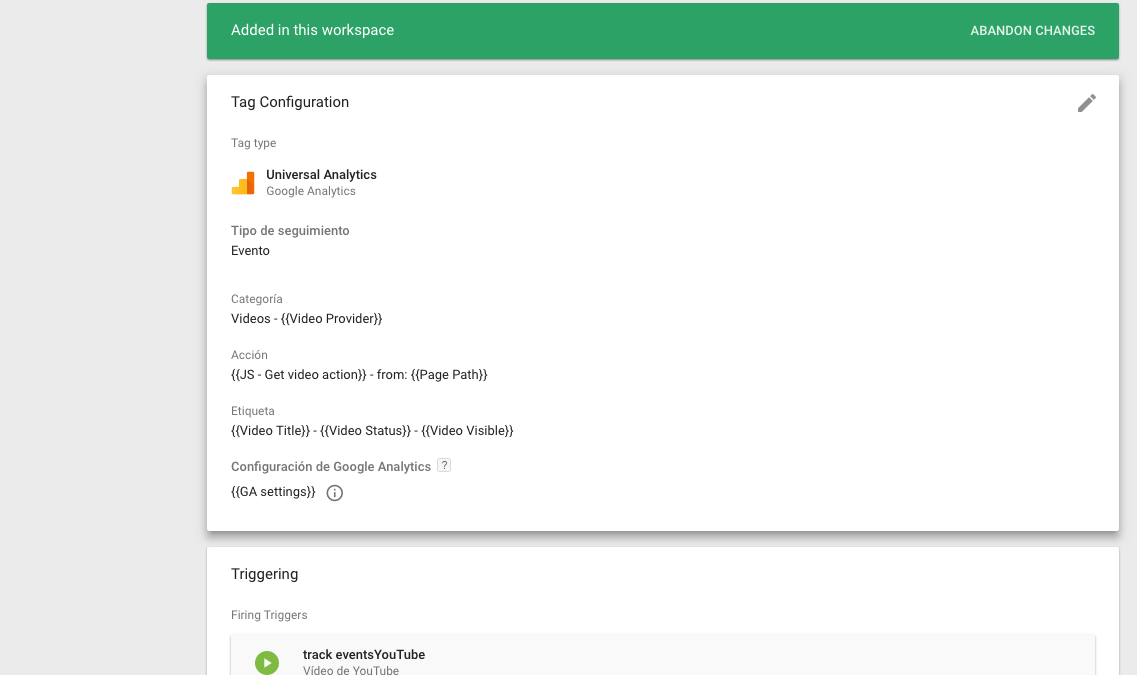 Added in this workspace
ABANDON CHANGES
Tag Configuration
Tag type
Universal Analytics
Google Analytics
Tipo de seguimiento
Evento
Categoría
Videos - {{Video Provider}}
Acción
{{JS - Get video action}} - from: {{Page Path}}
Etiqueta
{{Video Title}} - {{Video Status}} - {{Video Visible}}
Configuración de Google Analytics ?
{{GA settings}}
Triggering
Firing Triggers
track eventsYouTube
Vídeo de YouTube